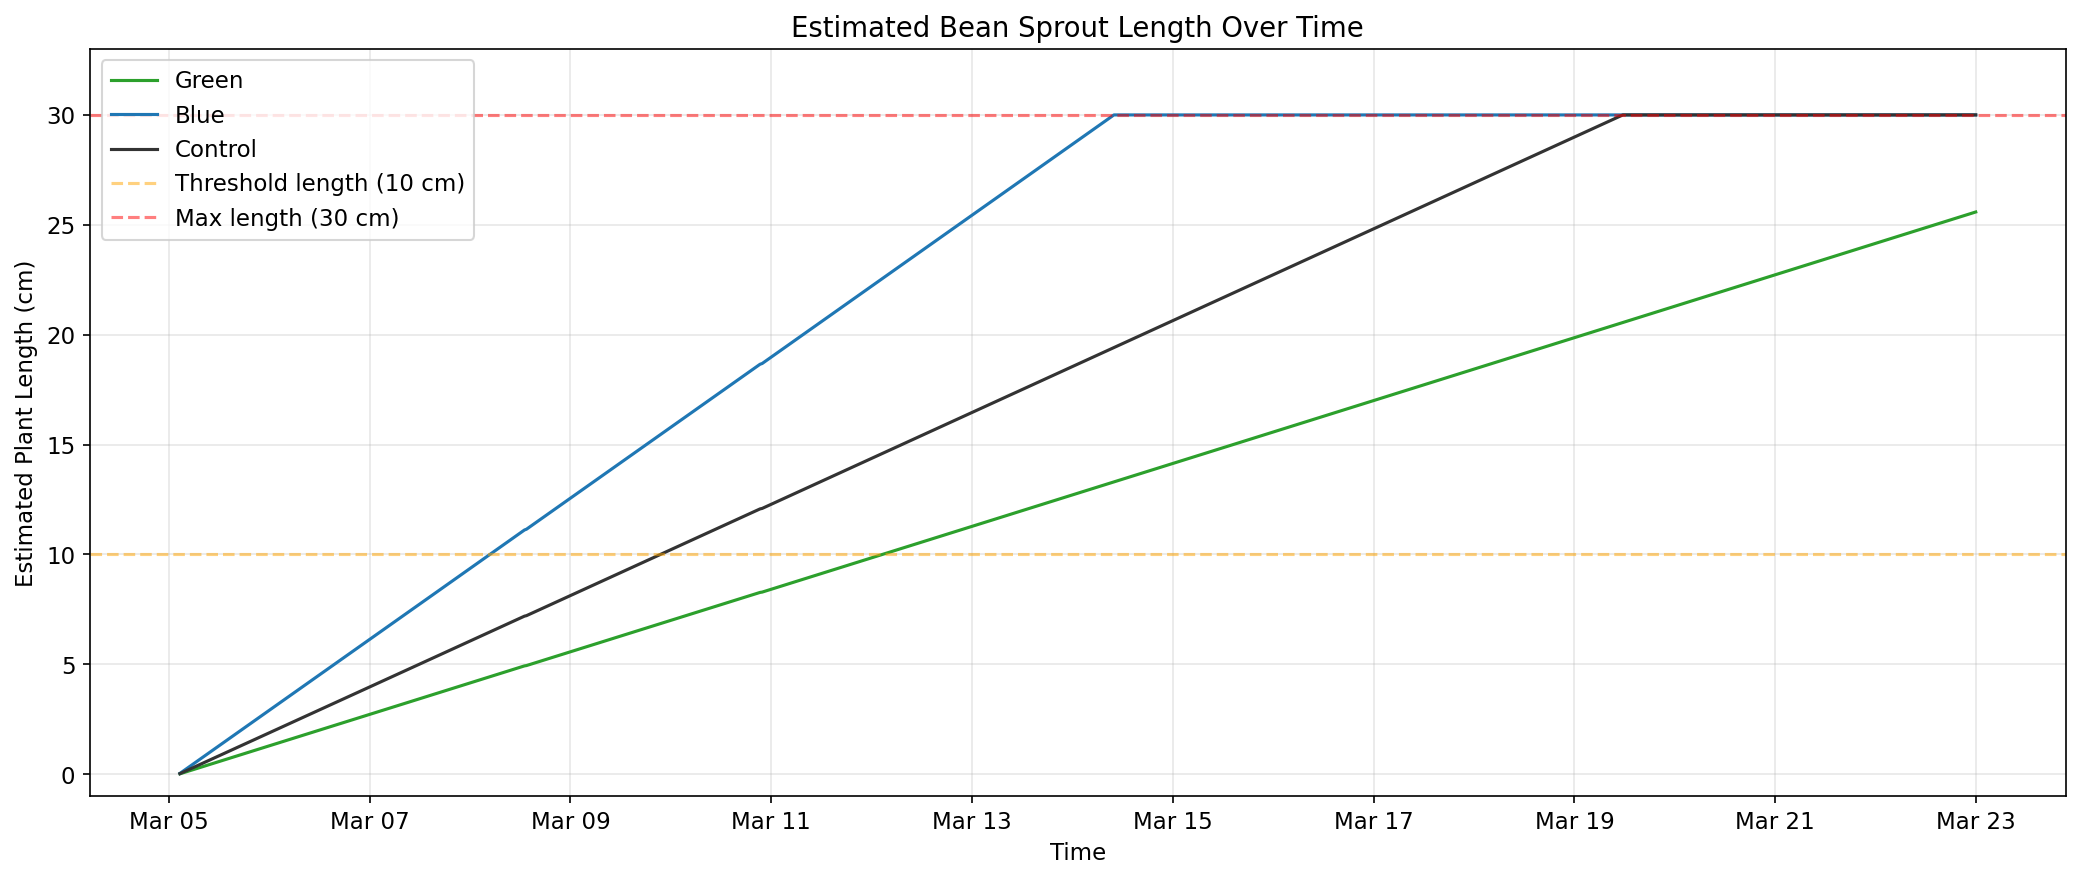 Estimated Bean Sprout Length Over Time
Green
Blue
Control
Threshold length (10 cm)
Max length (30 cm)
Estimated Plant Length (cm)
30
25
20
15
10
5
0
Mar 05 Mar 07 Mar 09 Mar 11 Mar 13 Mar 15 Mar 17 Mar 19 Mar 21 Mar 23
Time